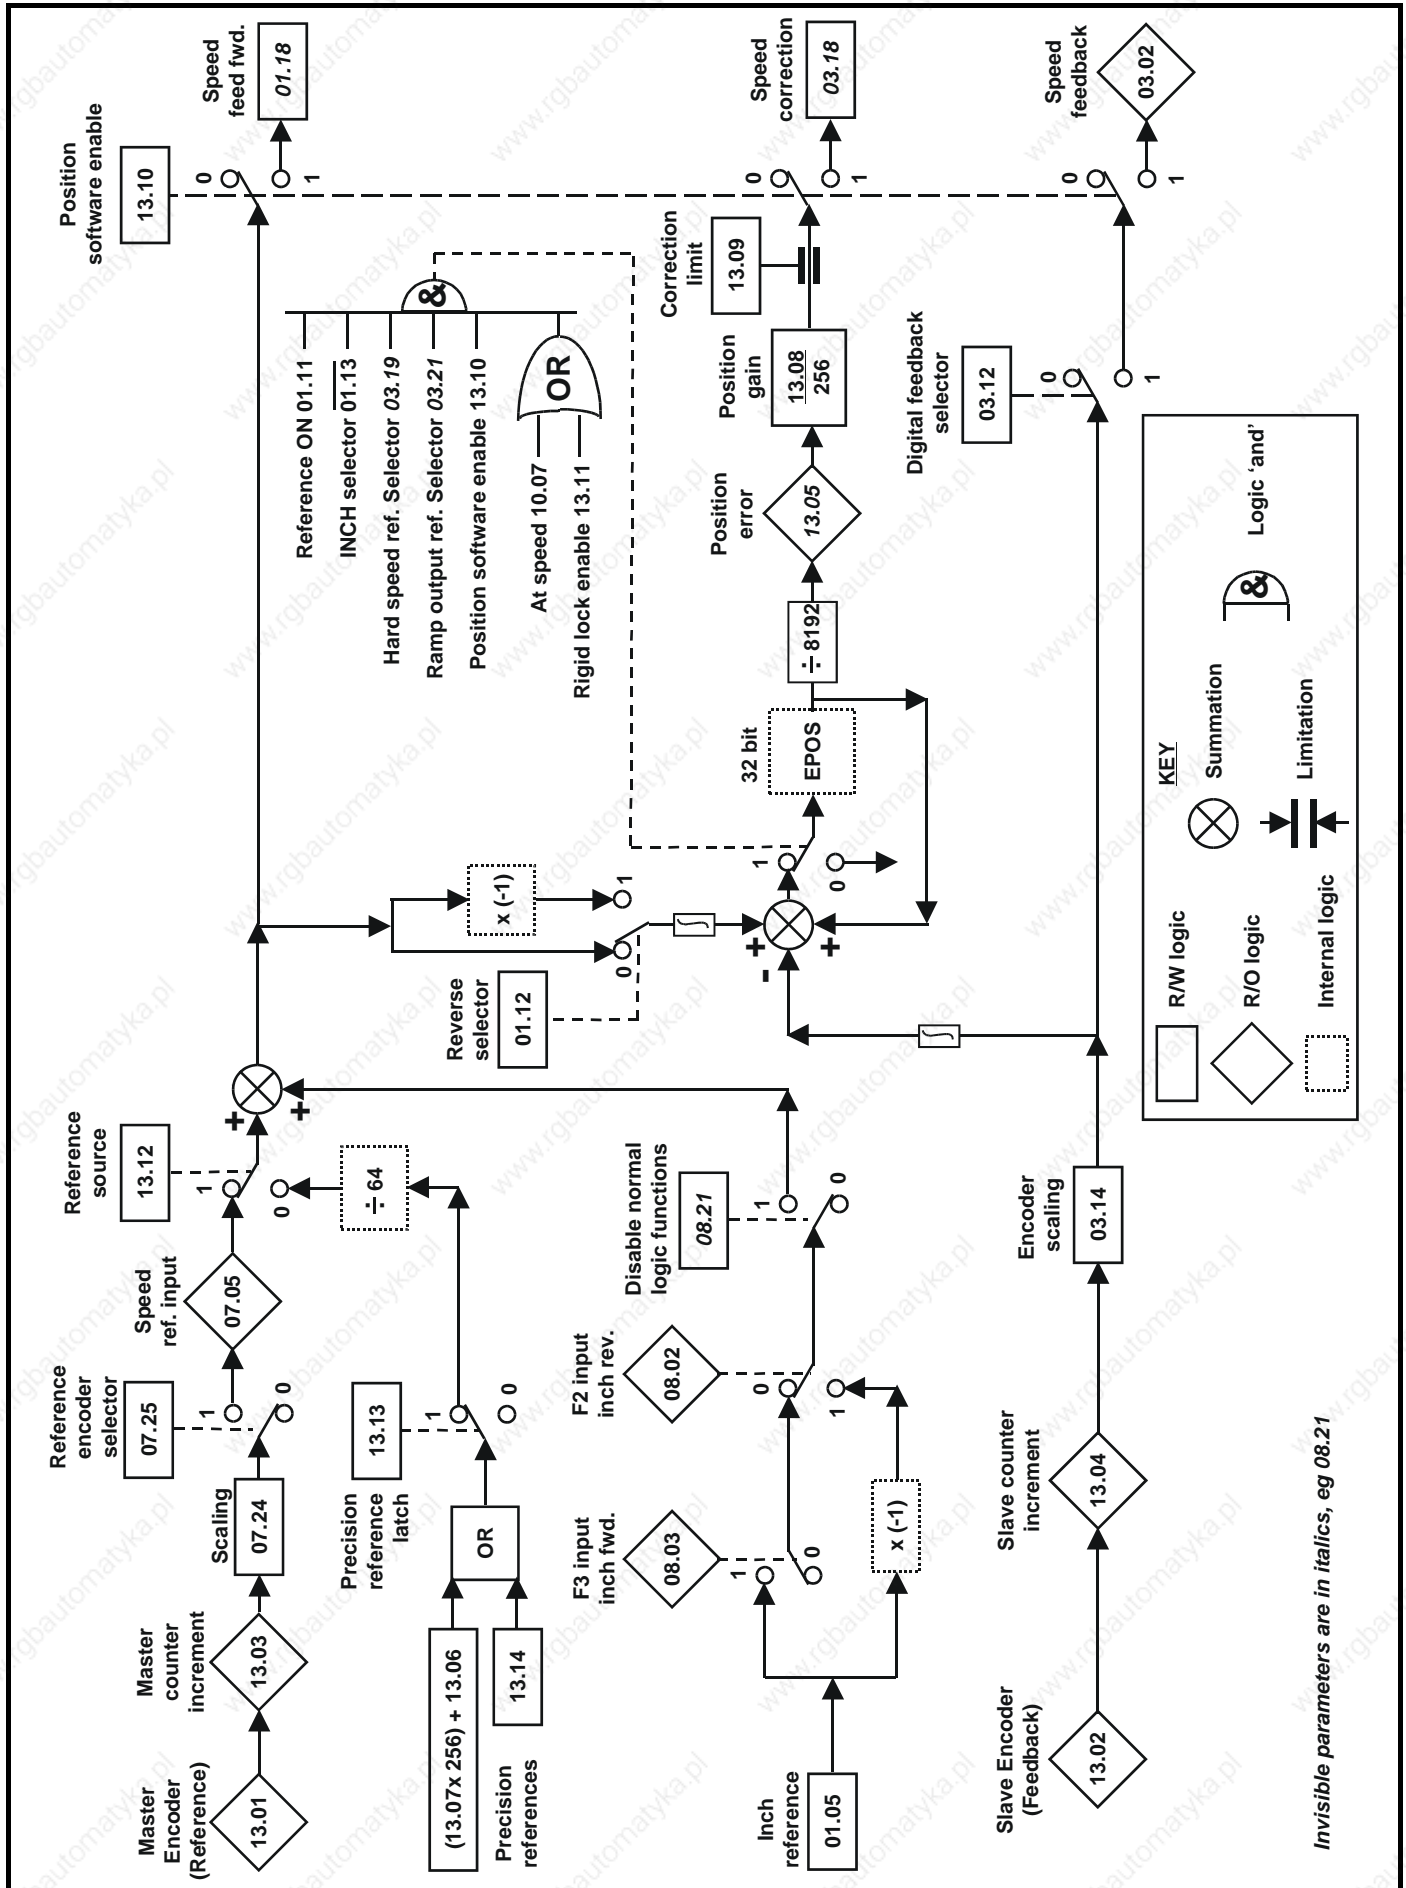 Master
Encoder
(Reference)
13.01
Master
counter
increment
13.03
Scaling
07.24
Reference
encoder
selector
07.25
1
0
Speed
ref. input
07.05
Reference
source
13.12
1
0
÷ 64
+
+
Position
software enable
13.10
0
1
Speed
feed fwd.
01.18
(13.07x 256) + 13.06
13.14
Precision
references
OR
Precision
reference
latch
13.13
1
0
Reverse
selector
01.12
0
1
x (-1)
Reference ON 01.11
INCH selector 01.13
Hard speed ref. Selector 03.19
Ramp output ref. Selector 03.21
Position software enable 13.10
At speed 10.07
Rigid lock enable 13.11
OR
&
Inch
reference
01.05
F3 input
inch fwd.
08.03
1
0
x (-1)
F2 input
inch rev.
08.02
0
1
Disable normal
logic functions
08.21
1
0
-
+
+
1
0
32 bit
EPOS
÷ 8192
Position
error
13.05
Position
gain
13.08
256
Correction
limit
13.09
0
1
Speed
correction
03.18
Slave Encoder
(Feedback)
13.02
Slave counter
increment
13.04
Encoder
scaling
03.14
Digital feedback
selector
03.12
0
1
0
1
Speed
feedback
03.02
KEY
R/W logic
Summation
R/O logic
&
Logic ‘and’
Internal logic
Limitation
Invisible parameters are in italics, eg 08.21
www.rgbautomatyka.pl